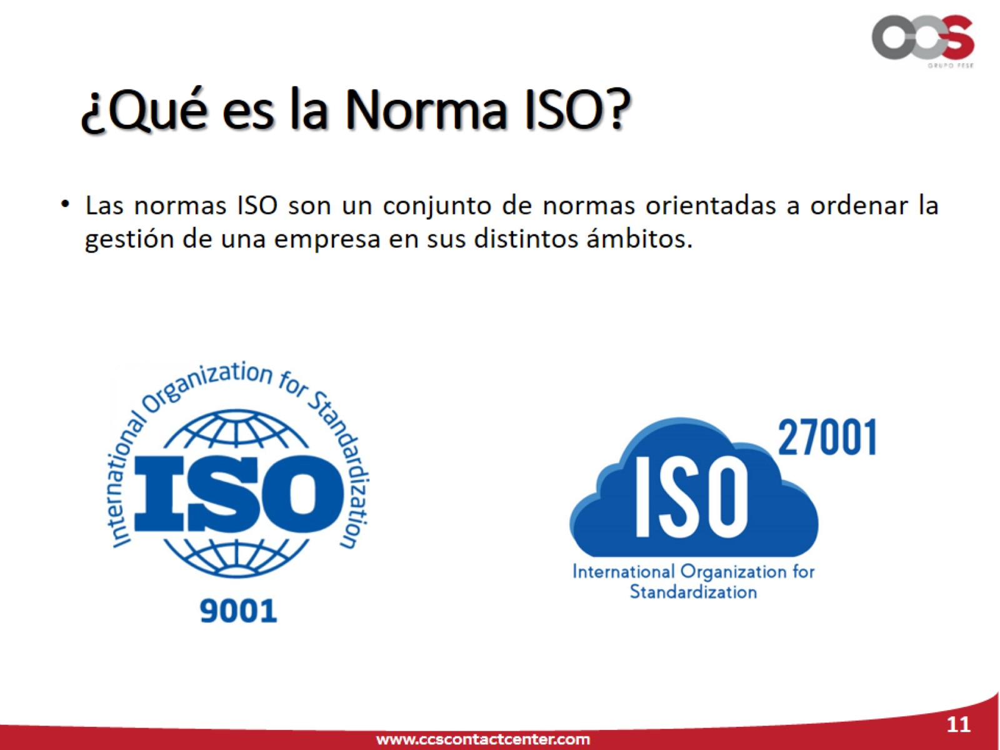 CCS
GRUPO FESE
¿Qué es la Norma ISO?
• Las normas ISO son un conjunto de normas orientadas a ordenar la
gestión de una empresa en sus distintos ámbitos.
International Organization for Standardization
ISO
9001
27001
ISO
International Organization for
Standardization
11
www.ccscontactcenter.com